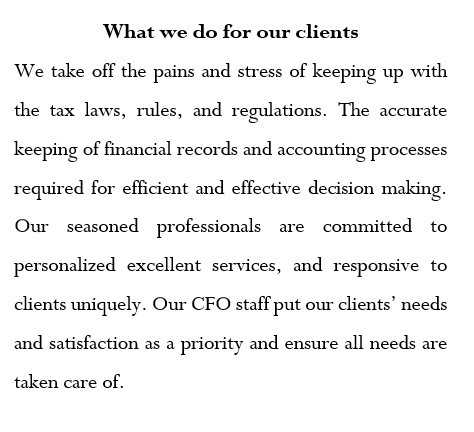 What we do for our clients
We take off the pains and stress of keeping up with
the tax laws, rules, and regulations. The accurate
keeping of financial records and accounting processes
required for efficient and effective decision making.
Our seasoned professionals are committed to
personalized excellent services, and responsive to
clients uniquely. Our CFO staff put our clients’ needs
and satisfaction as a priority and ensure all needs are
taken care of.